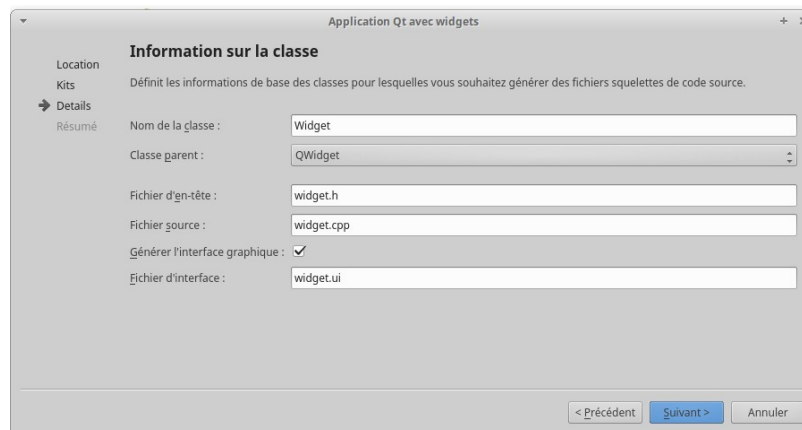 Application Qt avec widgets
Location
Kits
Details
Résumé
Information sur la classe
Définit les informations de base des classes pour lesquelles vous souhaitez générer des fichiers squelettes de code source.
Nom de la classe : Widget
Classe parent : QWidget
Fichier d'en-tête : widget.h
Fichier source : widget.cpp
Générer l'interface graphique :
Fichier d'interface : widget.ui
< Précédent Suivant > Annuler